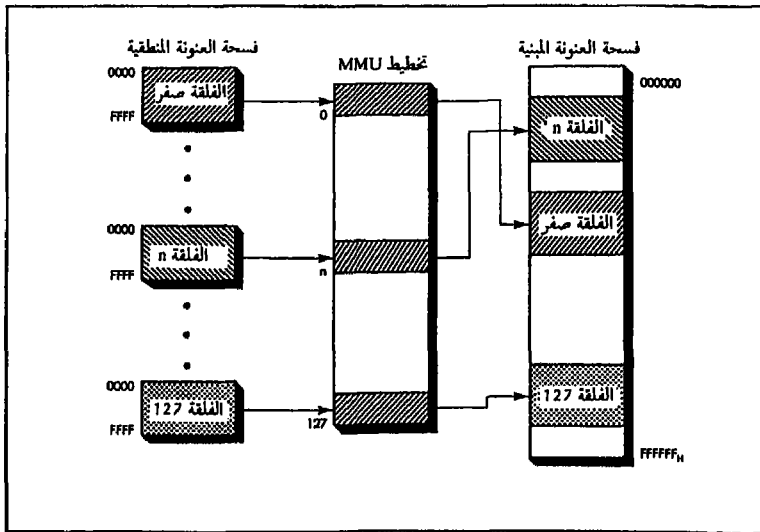 فسحة العنونة المنطقية
تخطيط MMU
فسحة العنونة المبنية
0000
الفلقة صفر
FFFF
0
000000
الفلقة n
الفلقة صفر
0000
الفلقة n
FFFF
n
0000
الفلقة 127
FFFF
127
الفلقة 127
FFFFFFH